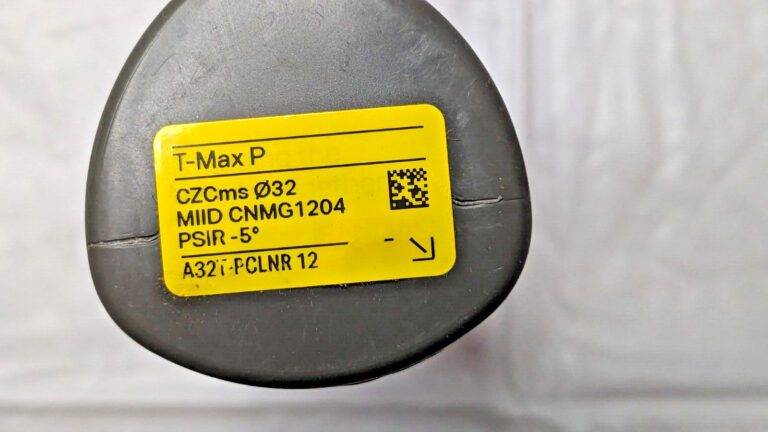 T-Max P
CZCms Ø32
MIID CNMG1204
PSIR -5°
A32T-PCLNR 12